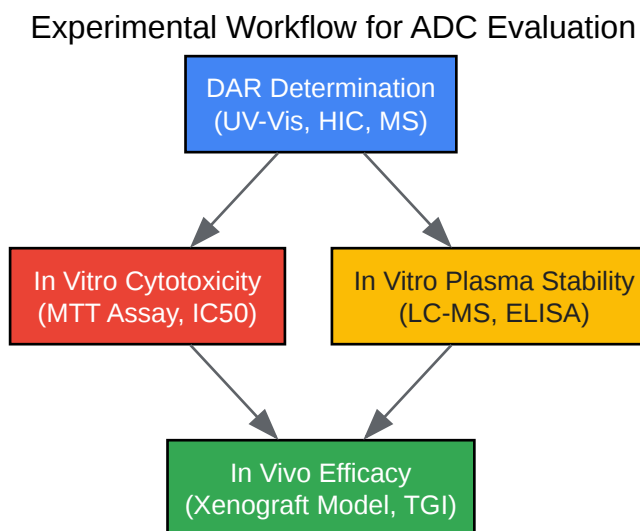 Experimental Workflow for ADC Evaluation
DAR Determination
(UV-Vis, HIC, MS)
In Vitro Cytotoxicity
(MTT Assay, IC50)
In Vitro Plasma Stability
(LC-MS, ELISA)
In Vivo Efficacy
(Xenograft Model, TGI)